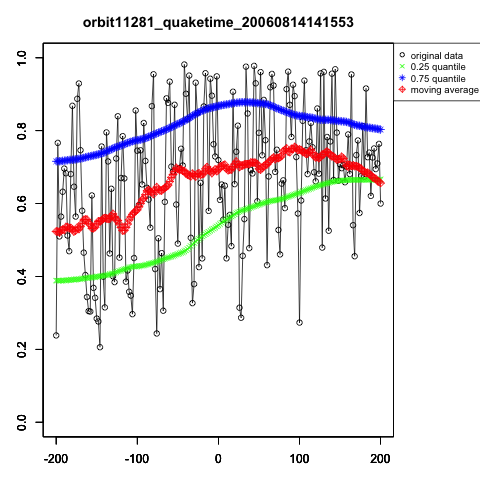 orbit11281_quaketime_20060814141553
original data
0.25 quantile
0.75 quantile
moving average
1.0
0.8
0.6
0.4
0.2
0.0
-200 -100 0 100 200